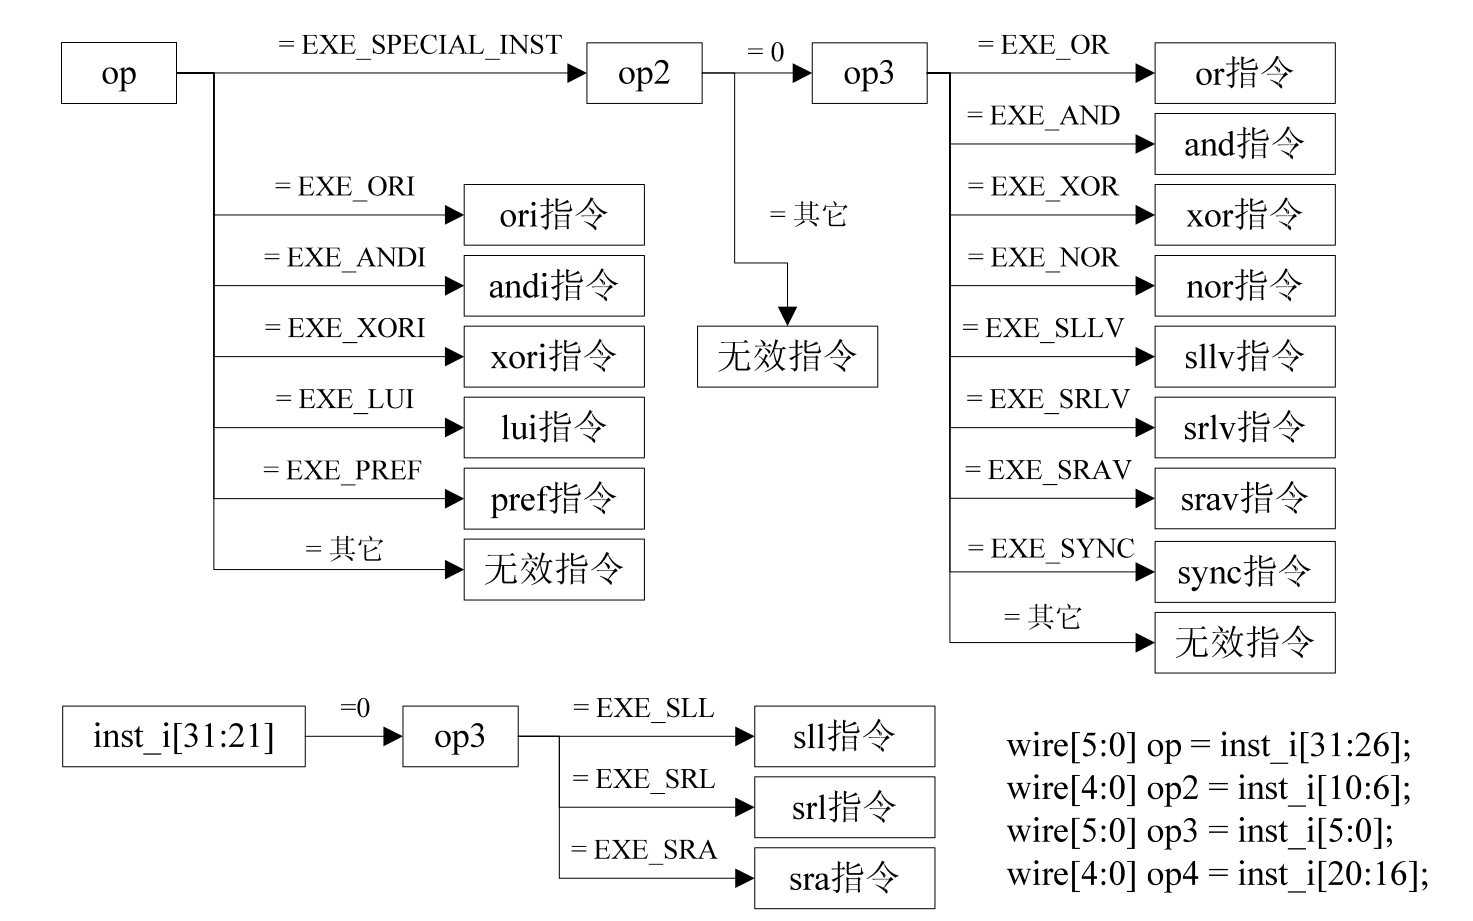 op
= EXE_SPECIAL_INST
op2
= 0
op3
= EXE_OR
or指令
= EXE_AND
and指令
= EXE_ORI
ori指令
= 其它
= EXE_XOR
xor指令
= EXE_ANDI
andi指令
= EXE_NOR
nor指令
= EXE_XORI
xori指令
无效指令
= EXE_SLLV
sllv指令
= EXE_LUI
lui指令
= EXE_SRLV
srlv指令
= EXE_PREF
pref指令
= EXE_SRAV
srav指令
= 其它
无效指令
= EXE_SYNC
sync指令
= 其它
无效指令
inst_i[31:21]
=0
op3
= EXE_SLL
sll指令
= EXE_SRL
srl指令
= EXE_SRA
sra指令
wire[5:0] op = inst_i[31:26];
wire[4:0] op2 = inst_i[10:6];
wire[5:0] op3 = inst_i[5:0];
wire[4:0] op4 = inst_i[20:16];